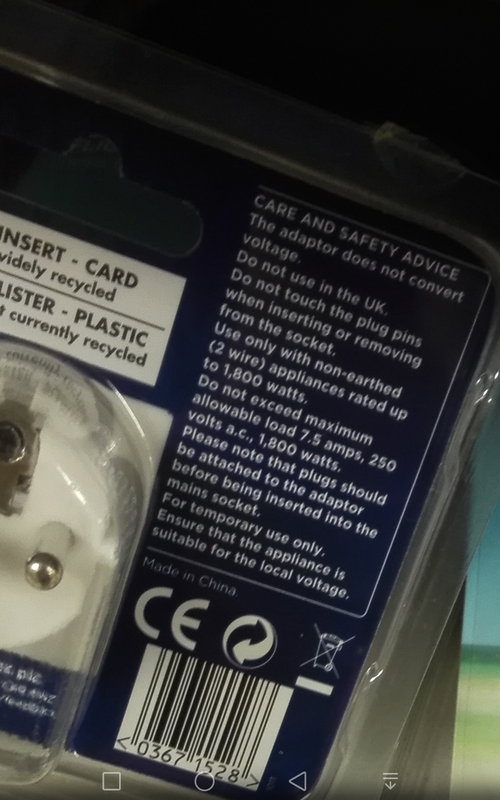 INSERT - CARD
widely recycled
LISTER - PLASTIC
t currently recycled
CARE AND SAFETY ADVICE
The adaptor does not convert
voltage.
Do not use in the UK.
Do not touch the plug pins
when inserting or removing
from the socket.
Use only with non-earthed
(2 wire) appliances rated up
to 1,800 watts.
Do not exceed maximum
allowable load 7.5 amps, 250
volts a.c., 1,800 watts.
Please note that plugs should
be attached to the adaptor
before being inserted into the
mains socket.
For temporary use only.
Ensure that the appliance is
suitable for the local voltage.
Made in China.
CE
<03671528>